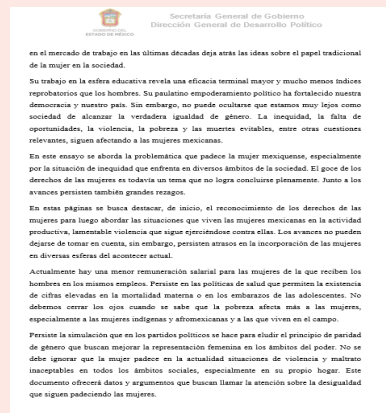 GOBIERNO DEL
ESTADO DE MÉXICO
Secretaría General de Gobierno
Dirección General de Desarrollo Político
en el mercado de trabajo en las últimas décadas deja atrás las ideas sobre el papel tradicional
de la mujer en la sociedad.
Su trabajo en la esfera educativa revela una eficacia terminal mayor y mucho menos índices
reprobatorios que los hombres. Su paulatino empoderamiento político ha fortalecido nuestra
democracia y nuestro país. Sin embargo, no puede ocultarse que estamos muy lejos como
sociedad de alcanzar la verdadera igualdad de género. La inequidad, la falta de
oportunidades, la violencia, la pobreza y las muertes evitables, entre otras cuestiones
relevantes, siguen afectando a las mujeres mexicanas.
En este ensayo se aborda la problemática que padece la mujer mexiquense, especialmente
por la situación de inequidad que enfrenta en diversos ámbitos de la sociedad. El goce de los
derechos de las mujeres es todavía un tema que no logra concluirse plenamente. Junto a los
avances persisten también grandes rezagos.
En estas páginas se busca destacar, de inicio, el reconocimiento de los derechos de las
mujeres para luego abordar las situaciones que viven las mujeres mexicanas en la actividad
productiva, lamentable violencia que sigue ejerciéndose contra ellas. Los avances no pueden
dejarse de tomar en cuenta, sin embargo, persisten atrasos en la incorporación de las mujeres
en diversas esferas del acontecer actual.
Actualmente hay una menor remuneración salarial para las mujeres de la que reciben los
hombres en los mismos empleos. Persiste en las políticas de salud que permiten la existencia
de cifras elevadas en la mortalidad materna o en los embarazos de las adolescentes. No
debemos cerrar los ojos cuando se sabe que la pobreza afecta más a las mujeres,
especialmente a las mujeres indígenas y afromexicanas y a las que viven en el campo.
Persiste la simulación que en los partidos políticos se hace para eludir el principio de paridad
de género que buscan mejorar la representación femenina en los ámbitos del poder. No se
debe ignorar que la mujer padece en la actualidad situaciones de violencia y maltrato
inaceptables en todos los ámbitos sociales, especialmente en su propio hogar. Este
documento ofrecerá datos y argumentos que buscan llamar la atención sobre la desigualdad
que siguen padeciendo las mujeres.